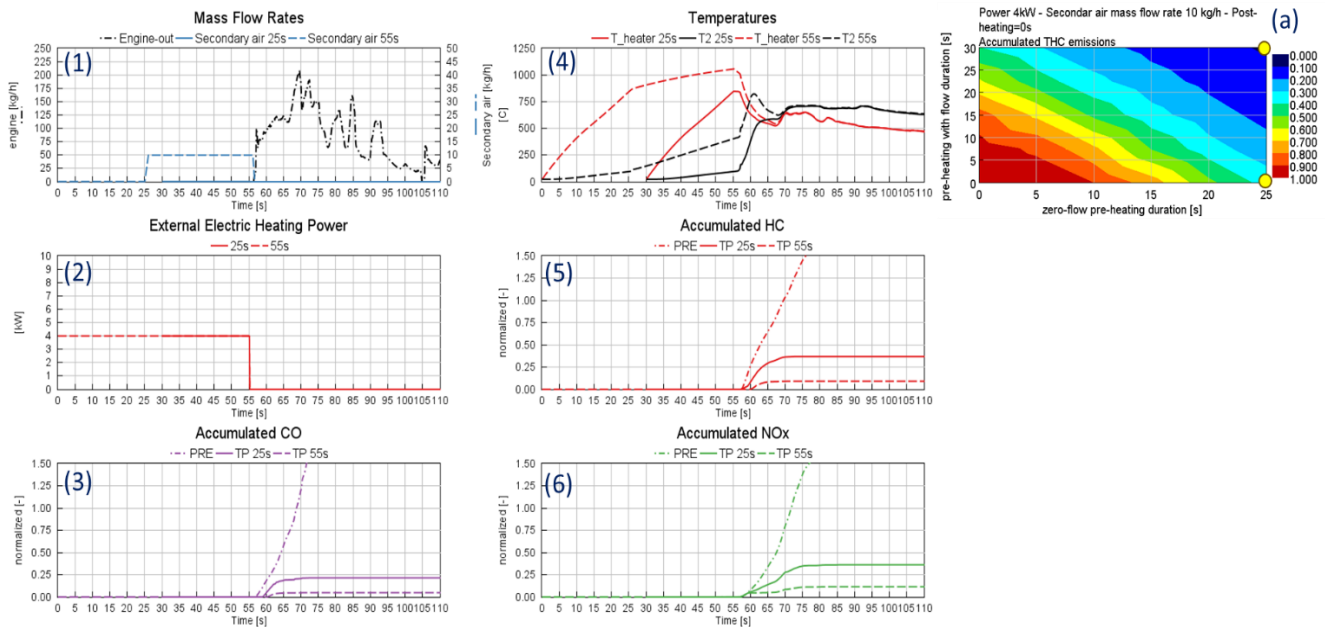 Mass Flow Rates
Engine-out Secondary air 25s Secondary air 55s
(1)
engine [kg/h]
250
225
200
175
150
125
100
75
50
25
0
50
45
40
35
30
25
20
15
10
5
0
Secondary air [kg/h]
0 5 10 15 20 25 30 35 40 45 50 55 60 65 70 75 80 85 90 95 100 105 110
Time [s]
Temperatures
T_heater 25s T2 25s T_heater 55s T2 55s
(4)
[C]
1250
1000
750
500
250
0
0 5 10 15 20 25 30 35 40 45 50 55 60 65 70 75 80 85 90 95 100 105 110
Time [s]
Power 4kW - Secondar air mass flow rate 10 kg/h - Post-
heating=0s
Accumulated THC emissions
(a)
pre-heating with flow duration [s]
30
25
20
15
10
5
0
0 5 10 15 20 25
zero-flow pre-heating duration [s]
0.000
0.100
0.200
0.300
0.400
0.500
0.600
0.700
0.800
0.900
1.000
External Electric Heating Power
25s 55s
(2)
[kW]
10
9
8
7
6
5
4
3
2
1
0
0 5 10 15 20 25 30 35 40 45 50 55 60 65 70 75 80 85 90 95 100 105 110
Time [s]
Accumulated HC
PRE TP 25s TP 55s
(5)
normalized [-]
1.50
1.25
1.00
0.75
0.50
0.25
0.00
0 5 10 15 20 25 30 35 40 45 50 55 60 65 70 75 80 85 90 95 100 105 110
Time [s]
Accumulated CO
PRE TP 25s TP 55s
(3)
normalized [-]
1.50
1.25
1.00
0.75
0.50
0.25
0.00
0 5 10 15 20 25 30 35 40 45 50 55 60 65 70 75 80 85 90 95 100 105 110
Time [s]
Accumulated NOx
PRE TP 25s TP 55s
(6)
normalized [-]
1.50
1.25
1.00
0.75
0.50
0.25
0.00
0 5 10 15 20 25 30 35 40 45 50 55 60 65 70 75 80 85 90 95 100 105 110
Time [s]